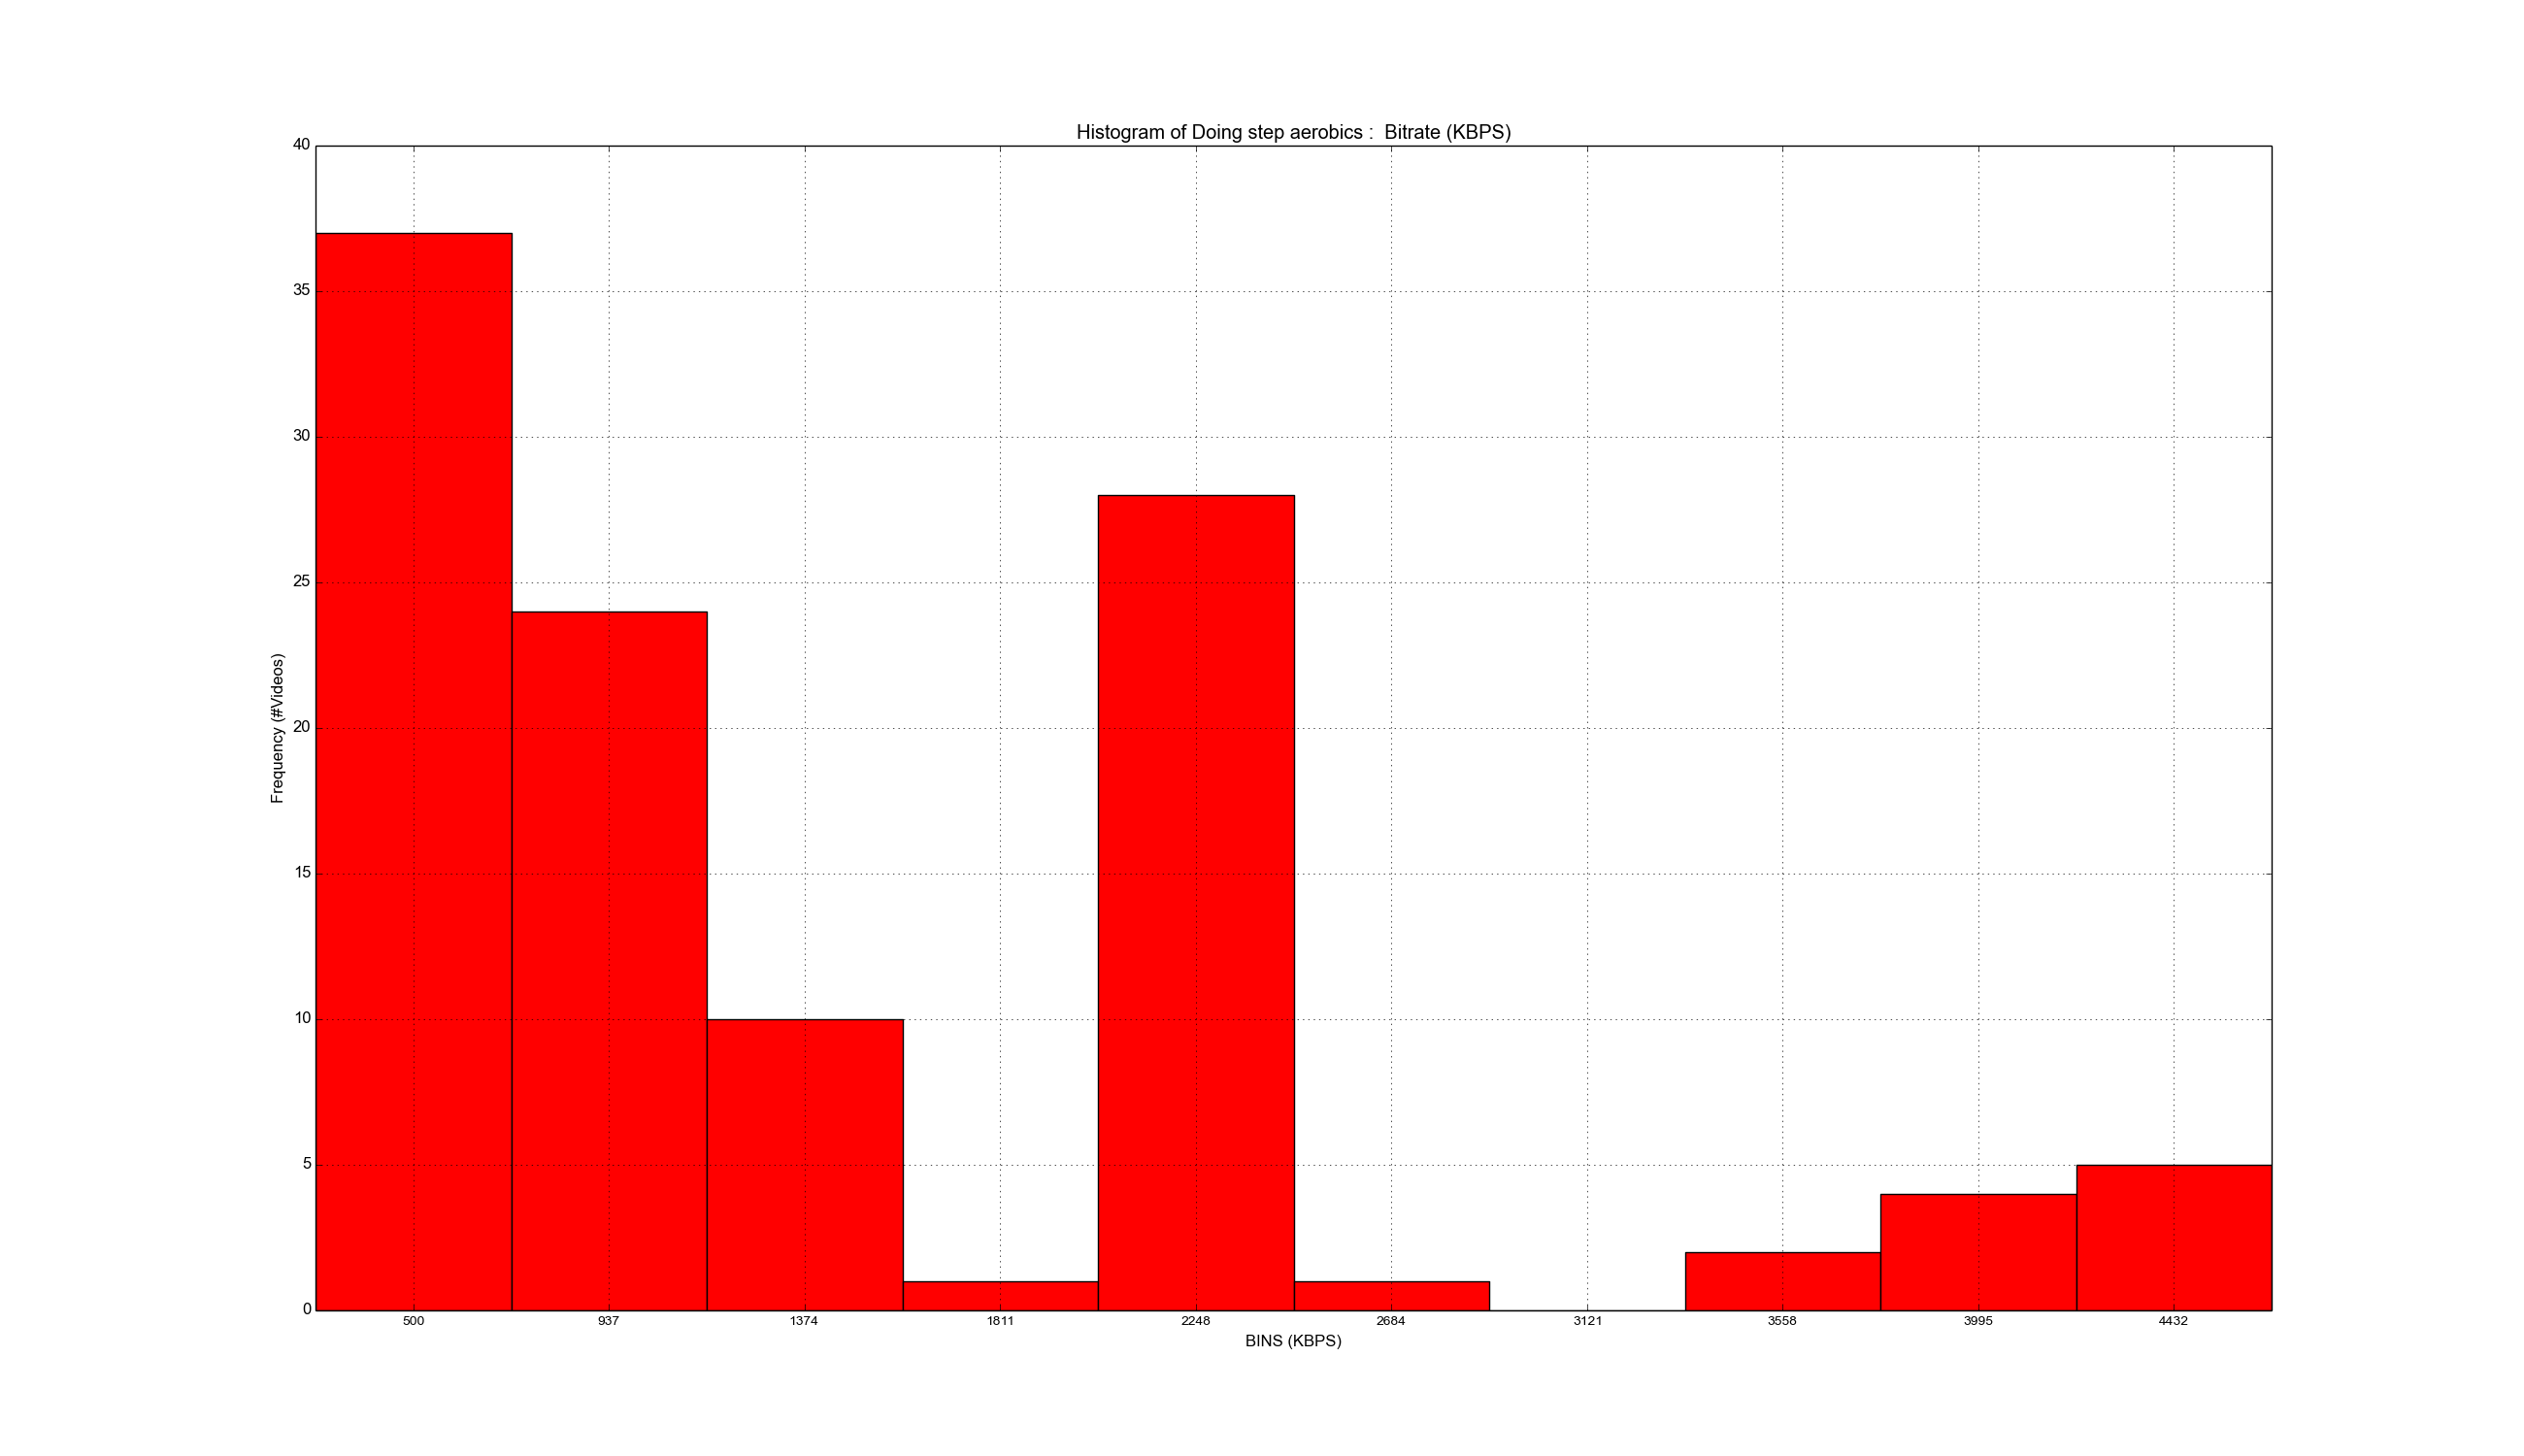 Histogram of Doing step aerobics :  Bitrate (KBPS)
40
35
30
25
20
15
10
5
0
Frequency (#Videos)
500 937 1374 1811 2248 2684 3121 3558 3995 4432
BINS (KBPS)